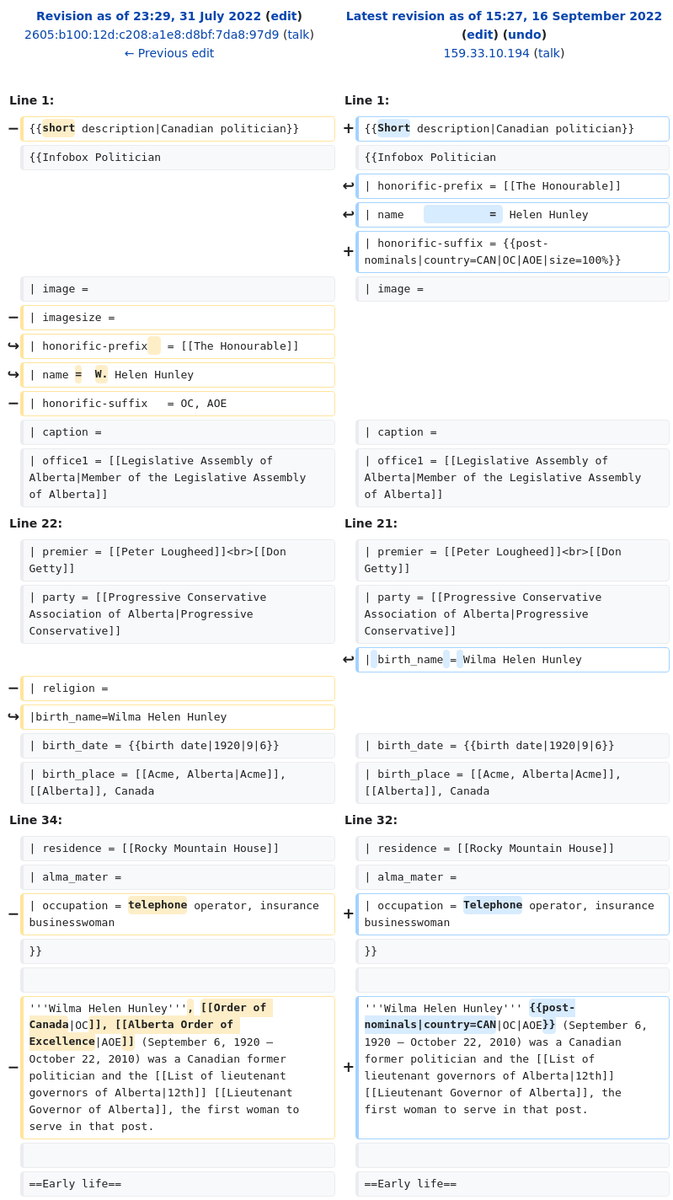 Revision as of 23:29, 31 July 2022 (edit)
2605:b100:12d:c208:a1e8:d8bf:7da8:97d9 (talk)
← Previous edit
Latest revision as of 15:27, 16 September 2022
(edit) (undo)
159.33.10.194 (talk)
Line 1:
Line 1:
− {{short description|Canadian politician}}
+ {{Short description|Canadian politician}}
{{Infobox Politician
{{Infobox Politician
↩ | honorific-prefix = [[The Honourable]]
↩ | name = Helen Hunley
+ | honorific-suffix = {{post-
nominals|country=CAN|OC|AOE|size=100%}}
| image =
| image =
− | imagesize =
↪ | honorific-prefix = [[The Honourable]]
↪ | name = W. Helen Hunley
− | honorific-suffix = OC, AOE
| caption =
| caption =
| office1 = [[Legislative Assembly of
Alberta|Member of the Legislative Assembly
of Alberta]]
| office1 = [[Legislative Assembly of
Alberta|Member of the Legislative Assembly
of Alberta]]
Line 22:
Line 21:
| premier = [[Peter Lougheed]]<br>[[Don
Getty]]
| premier = [[Peter Lougheed]]<br>[[Don
Getty]]
| party = [[Progressive Conservative
Association of Alberta|Progressive
Conservative]]
| party = [[Progressive Conservative
Association of Alberta|Progressive
Conservative]]
↩ | birth_name = Wilma Helen Hunley
− | religion =
↪ |birth_name=Wilma Helen Hunley
| birth_date = {{birth date|1920|9|6}}
| birth_date = {{birth date|1920|9|6}}
| birth_place = [[Acme, Alberta|Acme]],
[[Alberta]], Canada
| birth_place = [[Acme, Alberta|Acme]],
[[Alberta]], Canada
Line 34:
Line 32:
| residence = [[Rocky Mountain House]]
| residence = [[Rocky Mountain House]]
| alma_mater =
| alma_mater =
− | occupation = telephone operator, insurance
businesswoman
+ | occupation = Telephone operator, insurance
businesswoman
}}
}}
− '''Wilma Helen Hunley''', [[Order of
Canada|OC]], [[Alberta Order of
Excellence|AOE]] (September 6, 1920 –
October 22, 2010) was a Canadian former
politician and the [[List of lieutenant
governors of Alberta|12th]] [[Lieutenant
Governor of Alberta]], the first woman to
serve in that post.
+ '''Wilma Helen Hunley''' {{post-
nominals|country=CAN|OC|AOE}} (September 6,
1920 – October 22, 2010) was a Canadian
former politician and the [[List of
lieutenant governors of Alberta|12th]]
[[Lieutenant Governor of Alberta]], the
first woman to serve in that post.
==Early life==
==Early life==